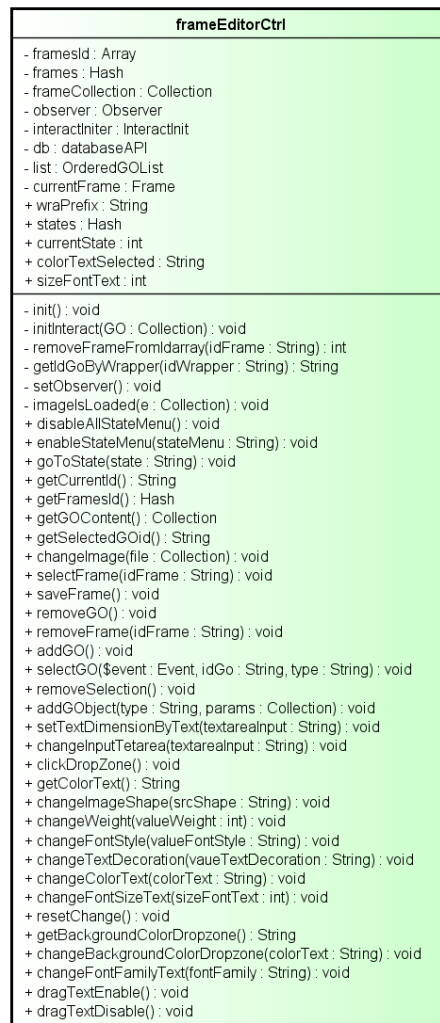 frameEditorCtrl
- framesId : Array
- frames : Hash
- frameCollection : Collection
- observer : Observer
- interactIniter : InteractInit
- db : databaseAPI
- list : OrderedGOList
- currentFrame : Frame
+ wraPrefix : String
+ states : Hash
+ currentState : int
+ colorTextSelected : String
+ sizeFontText : int
- init() : void
- initInteract(GO : Collection) : void
- removeFrameFromIdarray(idFrame : String) : int
- getIdGoByWrapper(idWrapper : String) : String
- setObserver() : void
- imageIsLoaded(e : Collection) : void
+ disableAllStateMenu() : void
+ enableStateMenu(stateMenu : String) : void
+ goToState(state : String) : void
+ getCurrentId() : String
+ getFramesId() : Hash
+ getGOContent() : Collection
+ getSelectedGOid() : String
+ changeImage(file : Collection) : void
+ selectFrame(idFrame : String) : void
+ saveFrame() : void
+ removeGO() : void
+ removeFrame(idFrame : String) : void
+ addGO() : void
+ selectGO($event : Event, idGo : String, type : String) : void
+ removeSelection() : void
+ addGObject(type : String, params : Collection) : void
+ setTextDimensionByText(textareaInput : String) : void
+ changeInputTetarea(textareaInput : String) : void
+ clickDropZone() : void
+ getColorText() : String
+ changeImageShape(srcShape : String) : void
+ changeWeight(valueWeight : int) : void
+ changeFontStyle(valueFontStyle : String) : void
+ changeTextDecoration(vaueTextDecoration : String) : void
+ changeColorText(colorText : String) : void
+ changeFontSizeText(sizeFontText : int) : void
+ resetChange() : void
+ getBackgroundColorDropzone() : String
+ changeBackgroundColorDropzone(colorText : String) : void
+ changeFontFamilyText(fontFamily : String) : void
+ dragTextEnable() : void
+ dragTextDisable() : void